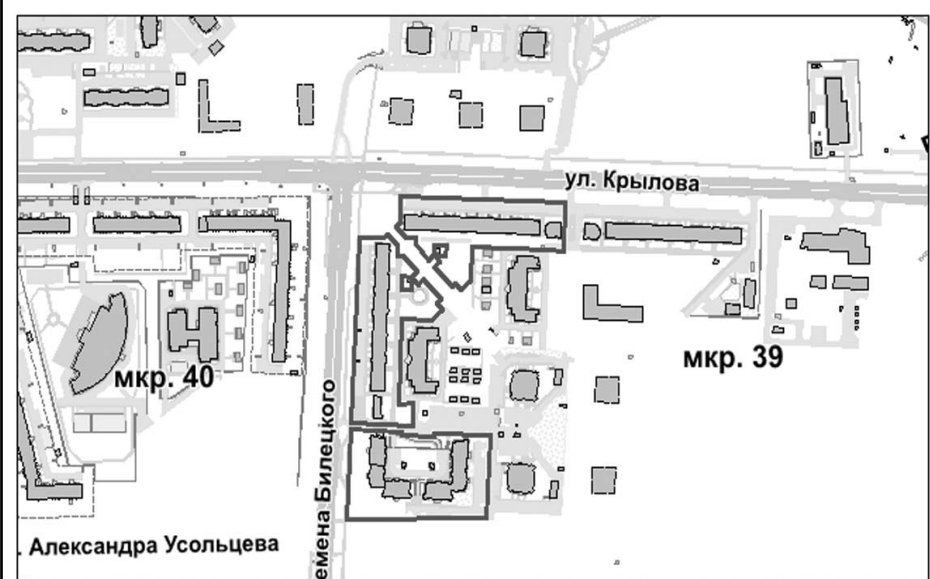 ул. Крылова
мкр. 39
мкр. 40
емена Билецкого
. Александра Усольцева